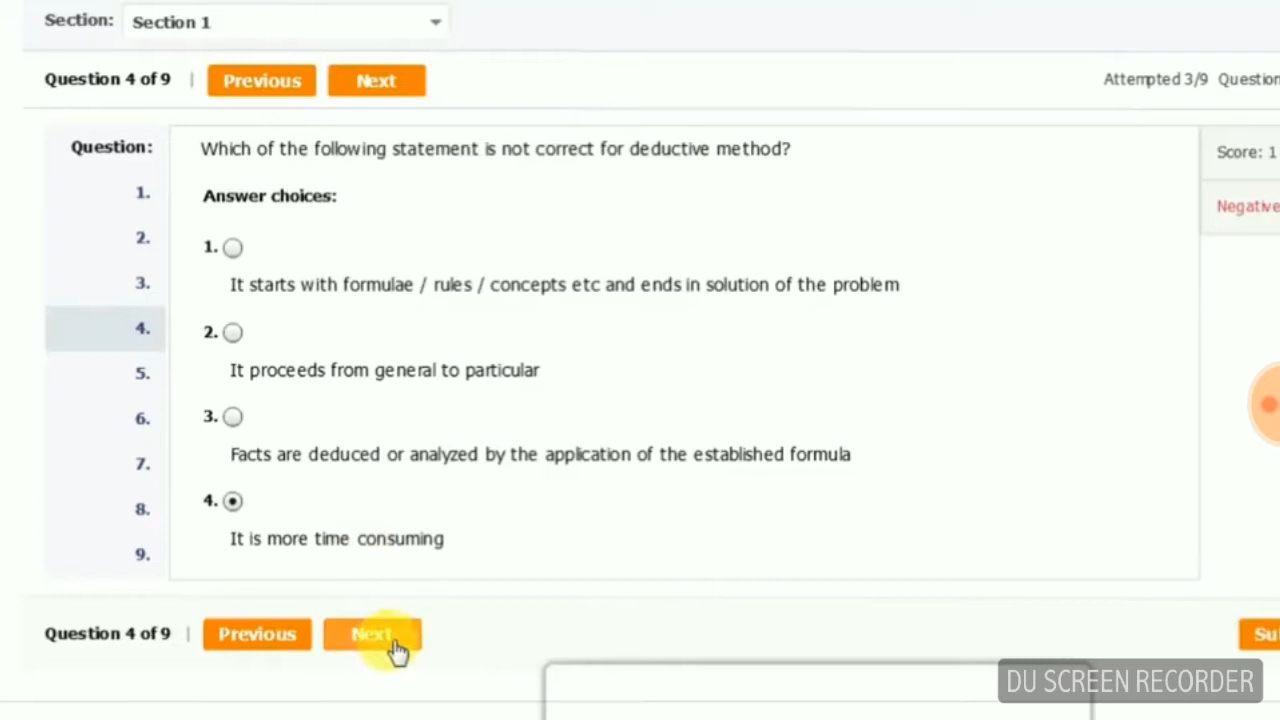 Section: Section 1
Question 4 of 9 | Previous Next Attempted 3/9 Question
Question: Which of the following statement is not correct for deductive method? Score: 1
1. Answer choices: Negative
2. 1.
3. It starts with formulae / rules / concepts etc and ends in solution of the problem
4. 2.
5. It proceeds from general to particular
6. 3.
7. Facts are deduced or analyzed by the application of the established formula
8. 4.
9. It is more time consuming
Question 4 of 9 | Previous Next
DU SCREEN RECORDER